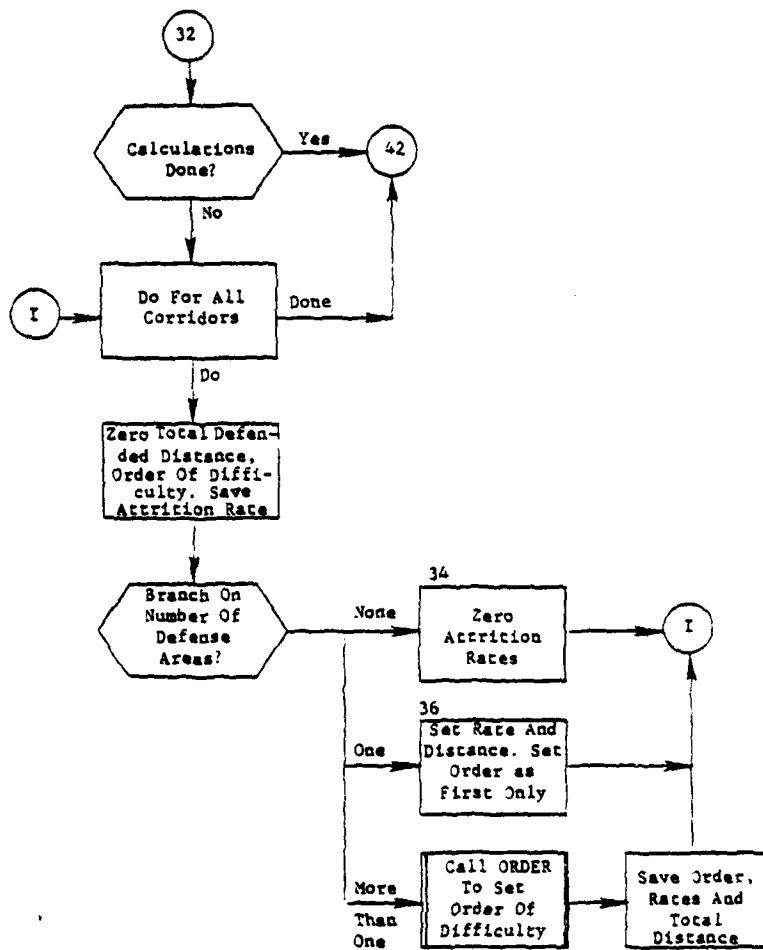 32
Calculations
Done?
Yes
42
No
Do For All
Corridors
Done
I
Do
Zero Total Defen-
ded Distance,
Order Of Diffi-
culty. Save
Attrition Rate
Branch On
Number Of
Defense
Areas?
None
34
Zero
Attrition
Rates
I
One
36
Set Rate And
Distance. Set
Order as
First Only
More
Than
One
Call ORDER
To Set
Order Of
Difficulty
Save Order,
Rates And
Total
Distance